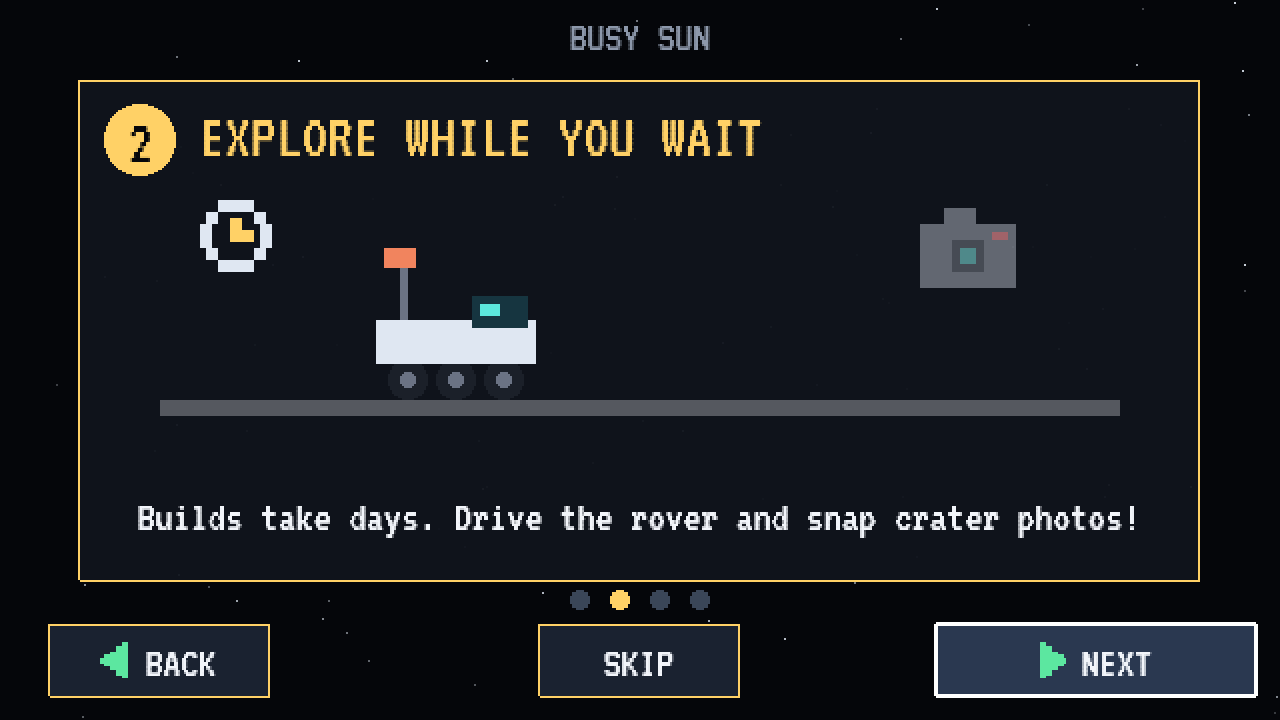 BUSY SUN
2 EXPLORE WHILE YOU WAIT
Builds take days. Drive the rover and snap crater photos!
BACK
SKIP
NEXT